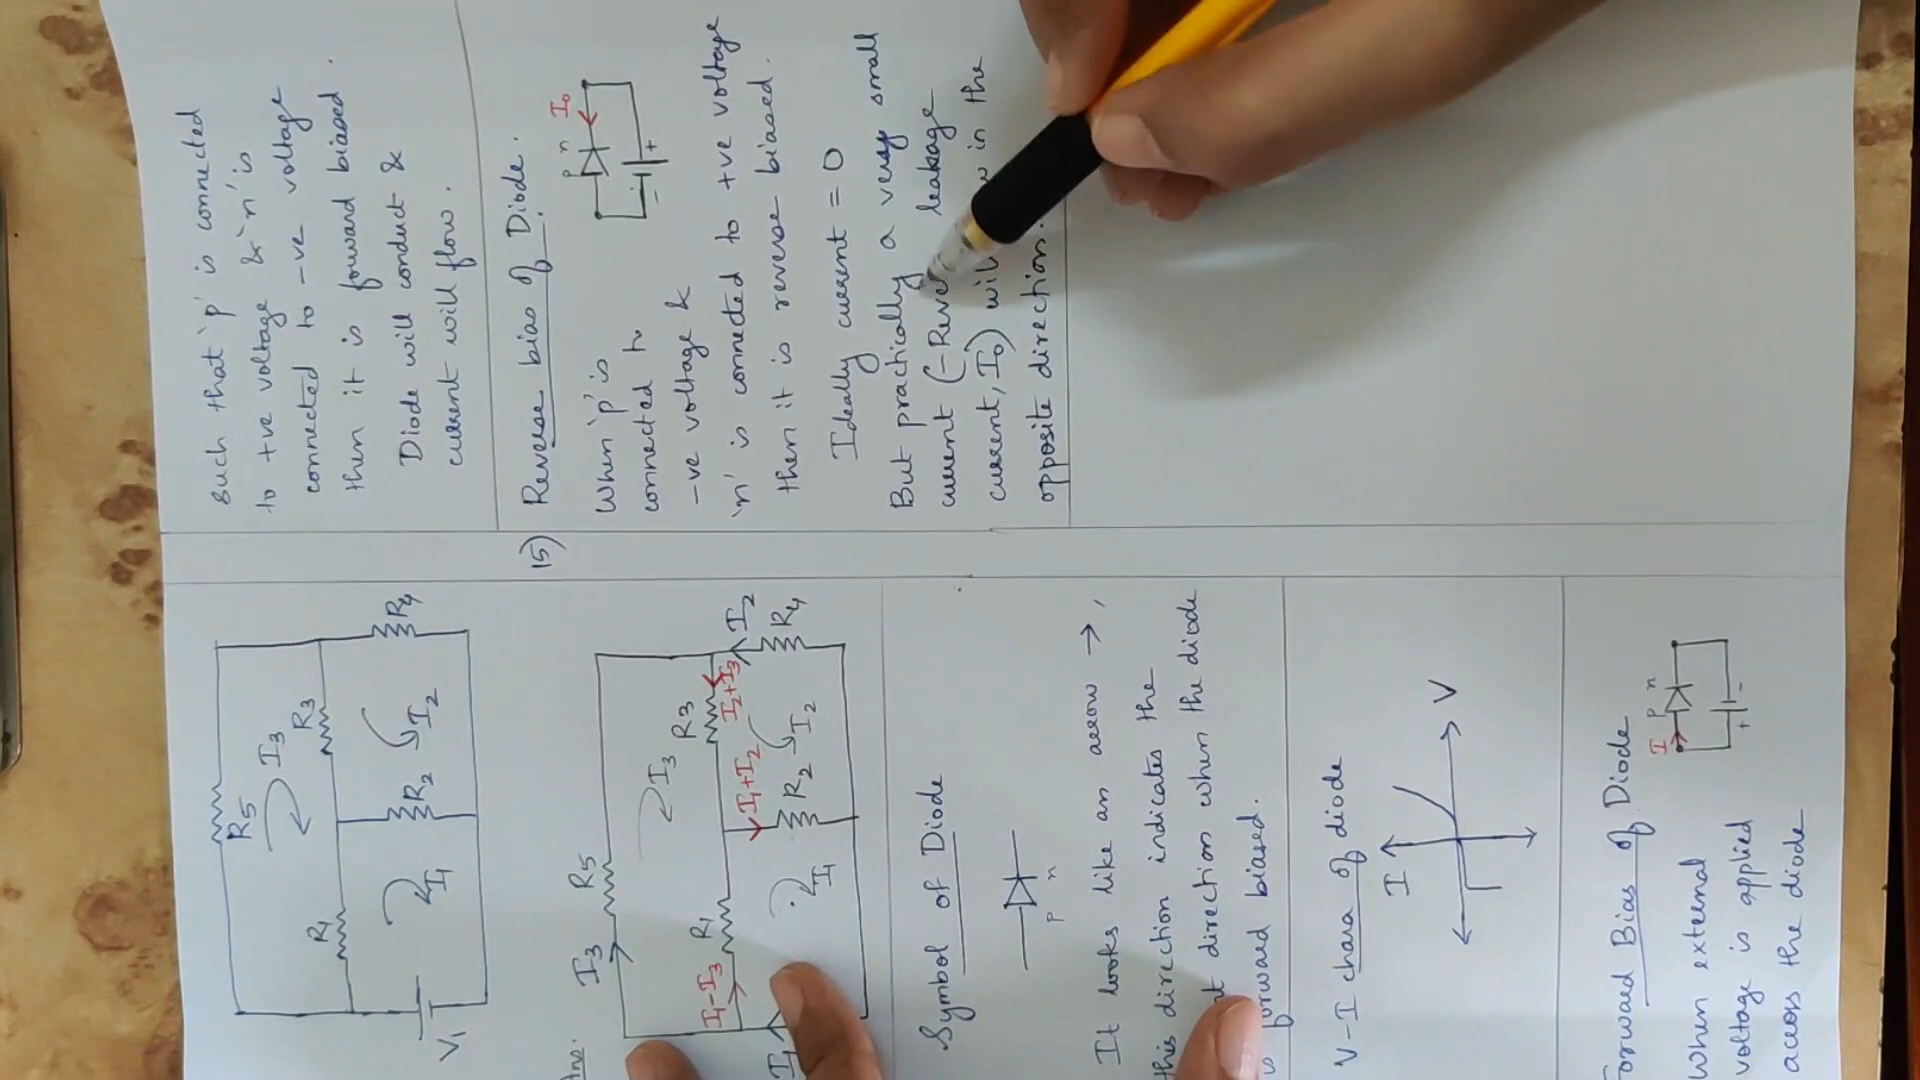 R5
I3
R1
R3
I1
R2
I2
R4
V1
Ans.
I3
R5
I3
I1-I3
R1
R3
I1+I2
I2+I3
I2
I1
I1
R2
I2
R4
Symbol of Diode
p n
It looks like an arrow →,
this direction indicates the
direction when the diode
forward biased.
V-I chara of diode
I
V
Forward Bias of Diode
I p n
+ -
When external
voltage is applied
across the diode
such that 'p' is connected
to +ve voltage & 'n' is
connected to -ve voltage
then it is forward biased.
Diode will conduct &
current will flow.
15)
Reverse bias of Diode.
p n I0
- +
When 'p' is
connected to
-ve voltage &
'n' is connected to +ve voltage
then it is reverse biased.
Ideally current = 0
But practically a very small
current (-Reve leakage
current, I0) in the
opposite direction.